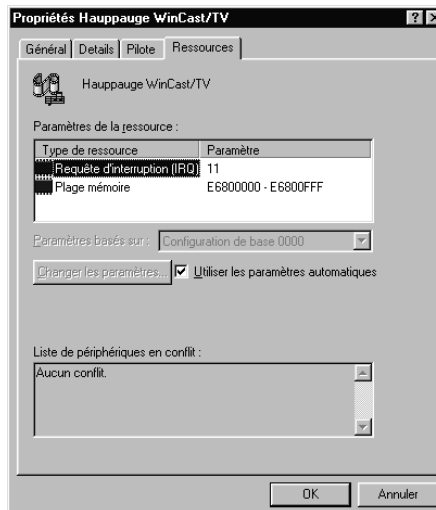 Propriétés Hauppauge WinCast/TV
Général Details Pilote Ressources
Hauppauge WinCast/TV
Paramètres de la ressource :
Type de ressource Paramètre
Requête d'interruption (IRQ) 11
Plage mémoire E6800000 - E6800FFF
Paramètres basés sur : Configuration de base 0000
Changer les paramètres... Utiliser les paramètres automatiques
Liste de périphériques en conflit :
Aucun conflit.
OK Annuler